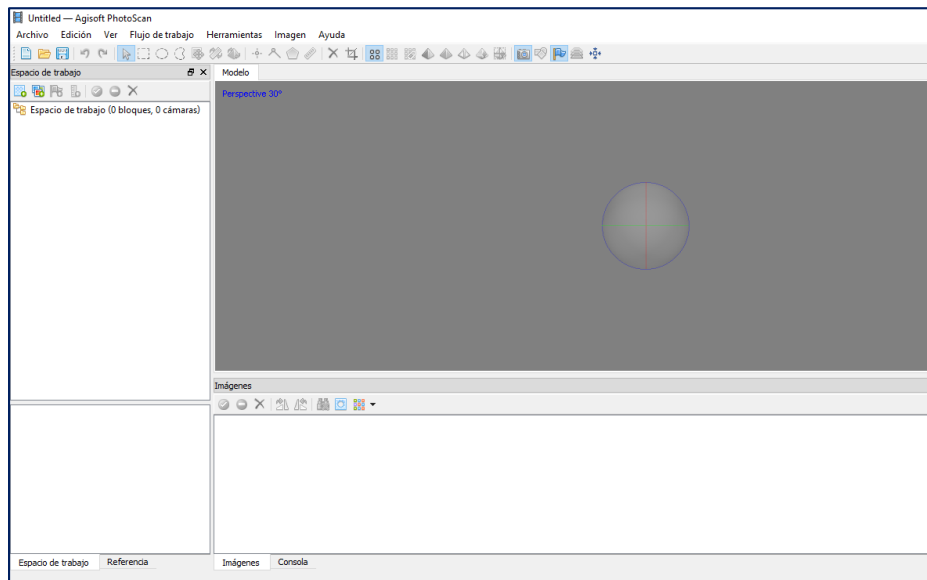 Untitled — Agisoft PhotoScan
Archivo Edición Ver Flujo de trabajo Herramientas Imagen Ayuda
Espacio de trabajo
Modelo
Perspective 30°
Espacio de trabajo (0 bloques, 0 cámaras)
Imágenes
Espacio de trabajo Referencia
Imágenes Consola